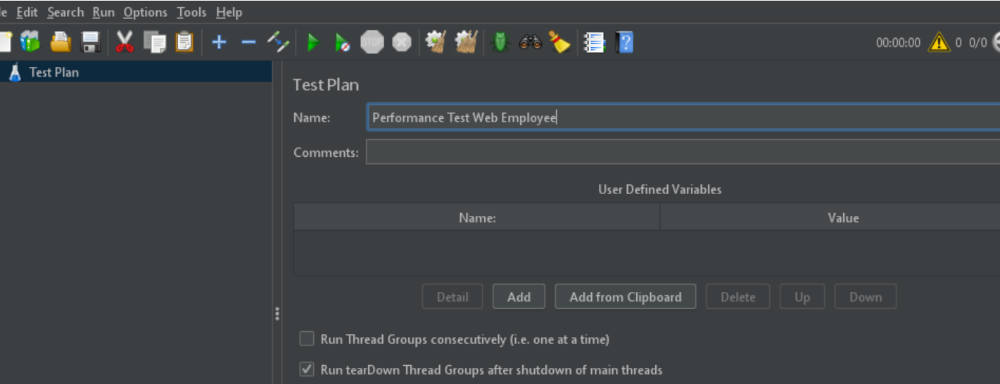 le Edit Search Run Options Tools Help
STOP
?
00:00:00 0 0/0
Test Plan
Test Plan
Name: Performance Test Web Employee
Comments:
User Defined Variables
Name: Value
Detail Add Add from Clipboard Delete Up Down
Run Thread Groups consecutively (i.e. one at a time)
Run tearDown Thread Groups after shutdown of main threads